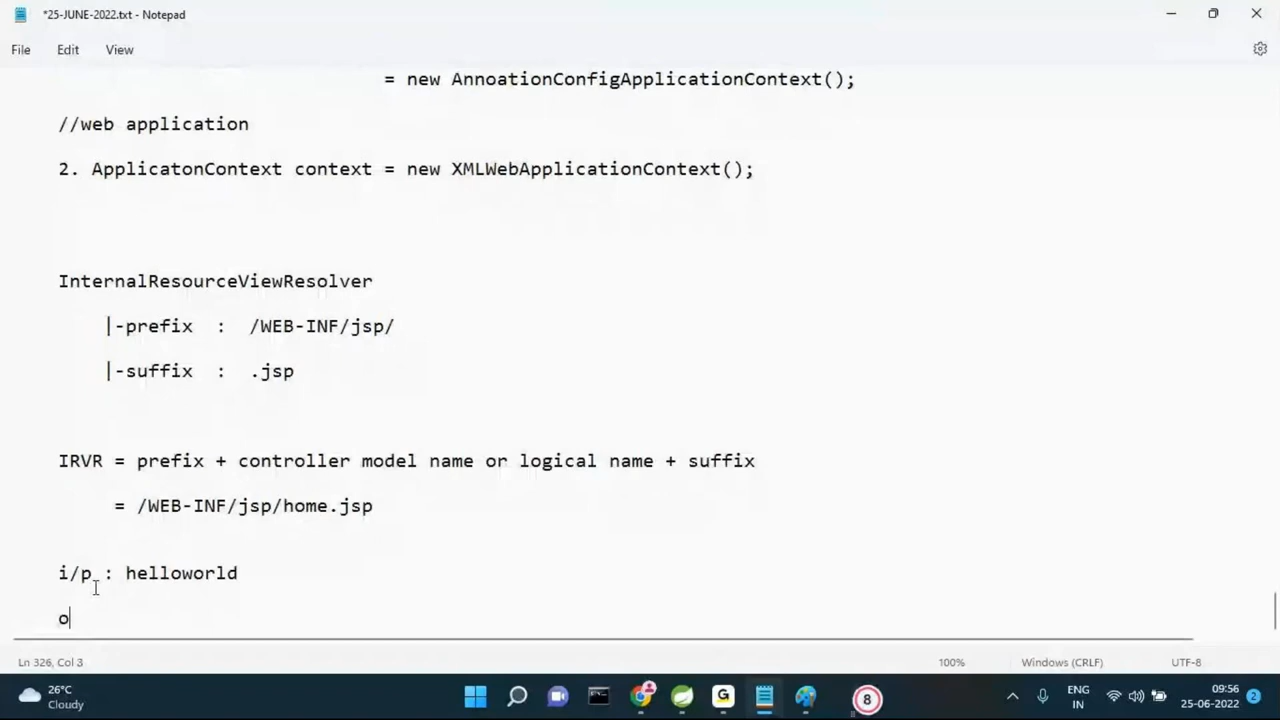 *25-JUNE-2022.txt - Notepad
File Edit View
= new AnnoationConfigApplicationContext();
//web application
2. ApplicatonContext context = new XMLWebApplicationContext();
InternalResourceViewResolver
|-prefix : /WEB-INF/jsp/
|-suffix : .jsp
IRVR = prefix + controller model name or logical name + suffix
= /WEB-INF/jsp/home.jsp
i/p : helloworld
o
Ln 326, Col 3 100% Windows (CRLF) UTF-8
26°C
Cloudy
G
8
ENG
IN
09:56
25-06-2022
2